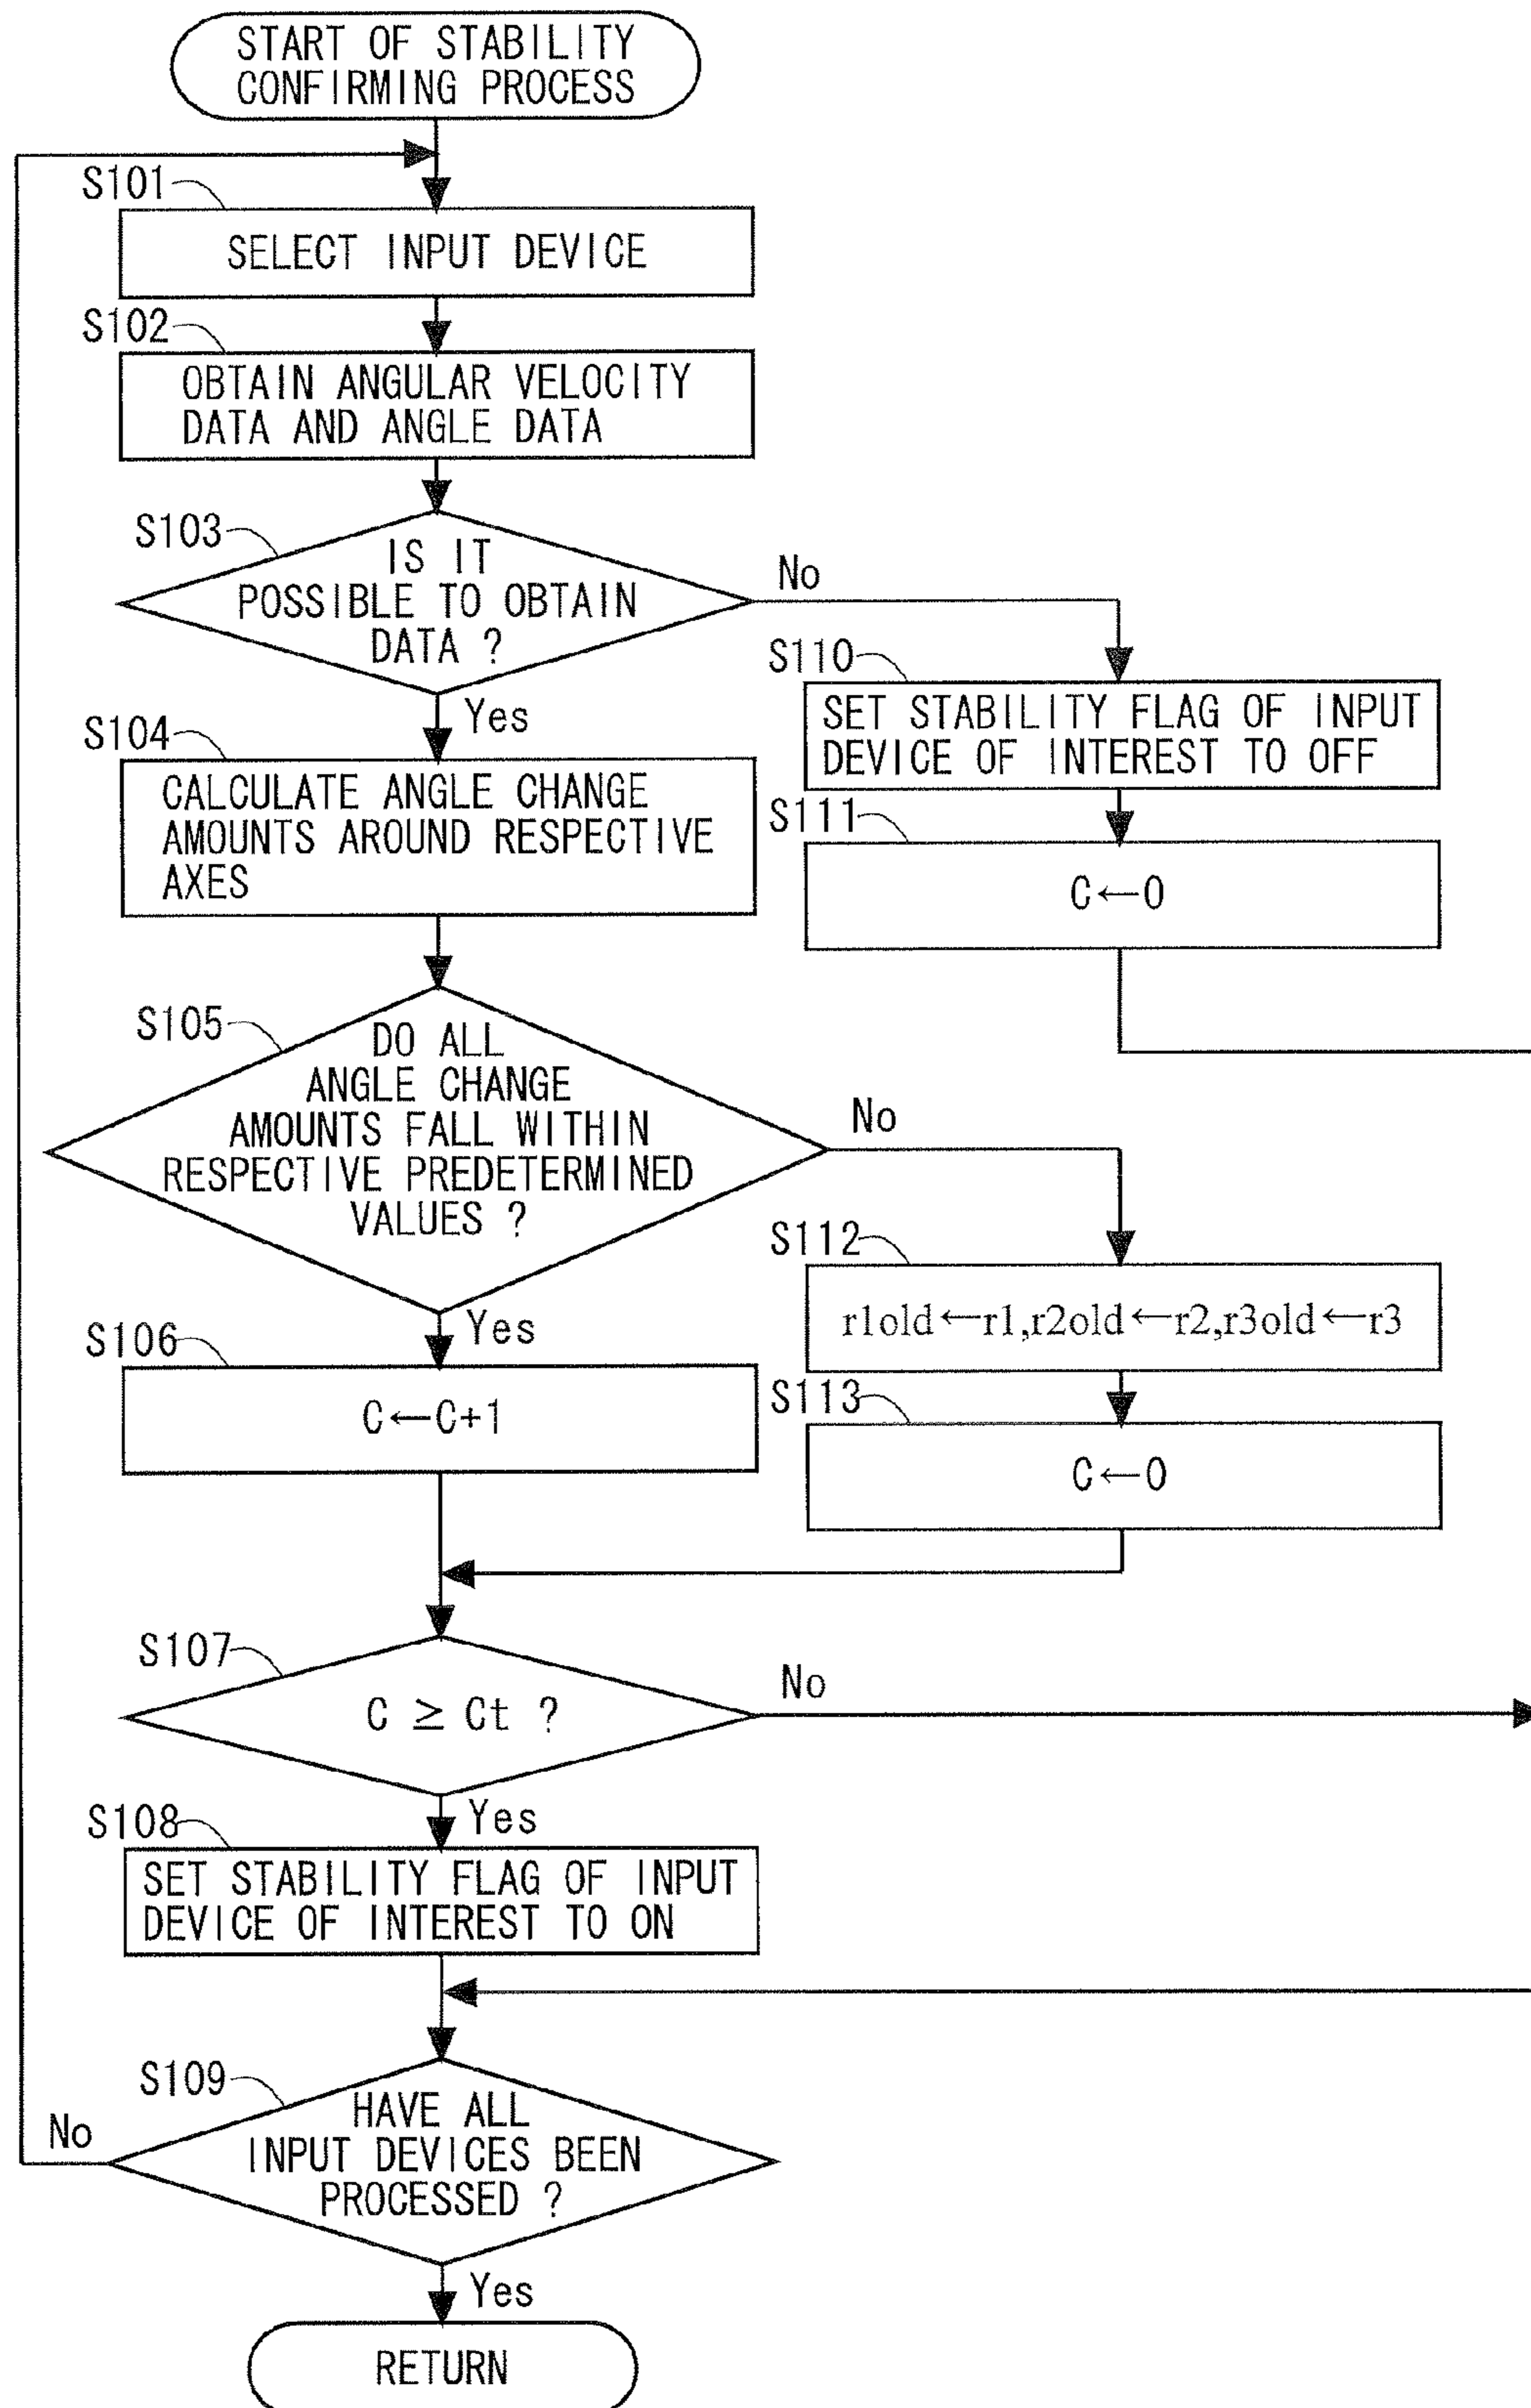 START OF STABILITY
CONFIRMING PROCESS
S101
SELECT INPUT DEVICE
S102
OBTAIN ANGULAR VELOCITY
DATA AND ANGLE DATA
S103
IS IT
POSSIBLE TO OBTAIN
DATA ?
No
Yes
S110
SET STABILITY FLAG OF INPUT
DEVICE OF INTEREST TO OFF
S104
CALCULATE ANGLE CHANGE
AMOUNTS AROUND RESPECTIVE
AXES
S111
C←0
S105
DO ALL
ANGLE CHANGE
AMOUNTS FALL WITHIN
RESPECTIVE PREDETERMINED
VALUES ?
No
Yes
S112
r1old←r1,r2old←r2,r3old←r3
S106
C←C+1
S113
C←0
S107
C ≥ Ct ?
No
Yes
S108
SET STABILITY FLAG OF INPUT
DEVICE OF INTEREST TO ON
S109
HAVE ALL
INPUT DEVICES BEEN
PROCESSED ?
No
Yes
RETURN